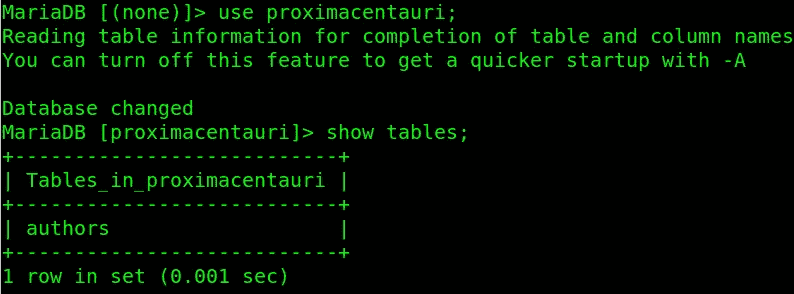 MariaDB [(none)]> use proximacentauri;
Reading table information for completion of table and column names
You can turn off this feature to get a quicker startup with -A

Database changed
MariaDB [proximacentauri]> show tables;
+---------------------------+
| Tables_in_proximacentauri |
+---------------------------+
| authors                   |
+---------------------------+
1 row in set (0.001 sec)